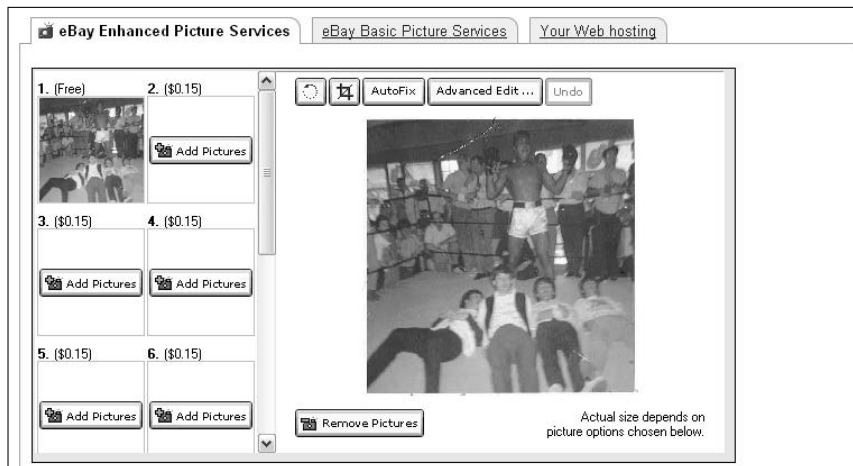 eBay Enhanced Picture Services
eBay Basic Picture Services
Your Web hosting
1. (Free)
2. ($0.15)
Add Pictures
3. ($0.15)
4. ($0.15)
Add Pictures
Add Pictures
5. ($0.15)
6. ($0.15)
Add Pictures
Add Pictures
AutoFix
Advanced Edit ...
Undo
Remove Pictures
Actual size depends on
picture options chosen below.